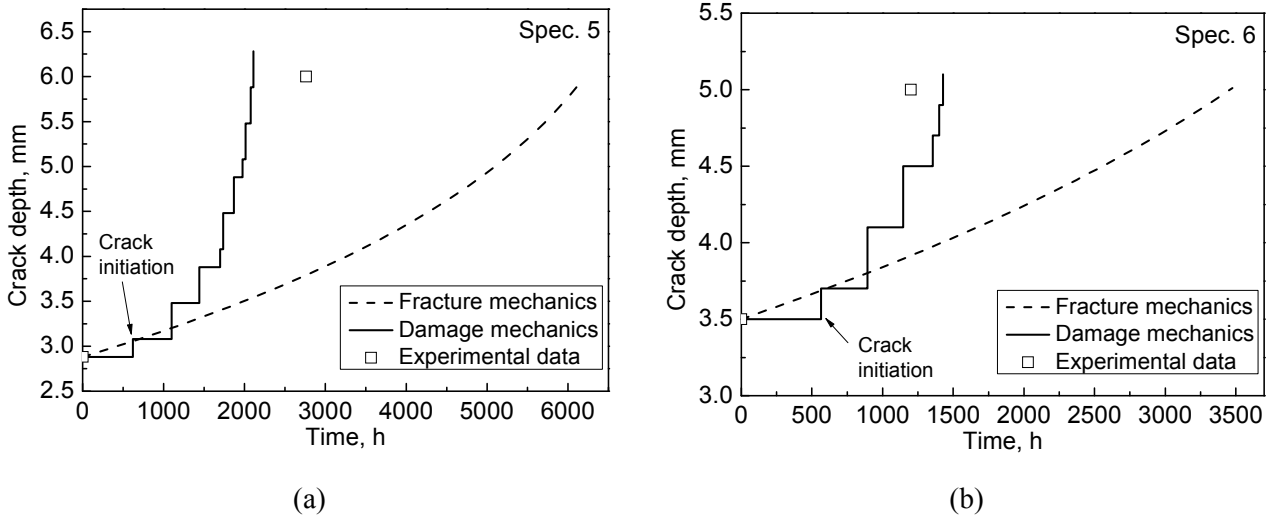 Spec. 5
6.5
6.0
5.5
5.0
4.5
4.0
3.5
3.0
2.5
Crack depth, mm
Crack
initiation
Fracture mechanics
Damage mechanics
Experimental data
0 1000 2000 3000 4000 5000 6000
Time, h
(a)
Spec. 6
5.5
5.0
4.5
4.0
3.5
3.0
Crack depth, mm
Crack
initiation
Fracture mechanics
Damage mechanics
Experimental data
0 500 1000 1500 2000 2500 3000 3500
Time, h
(b)